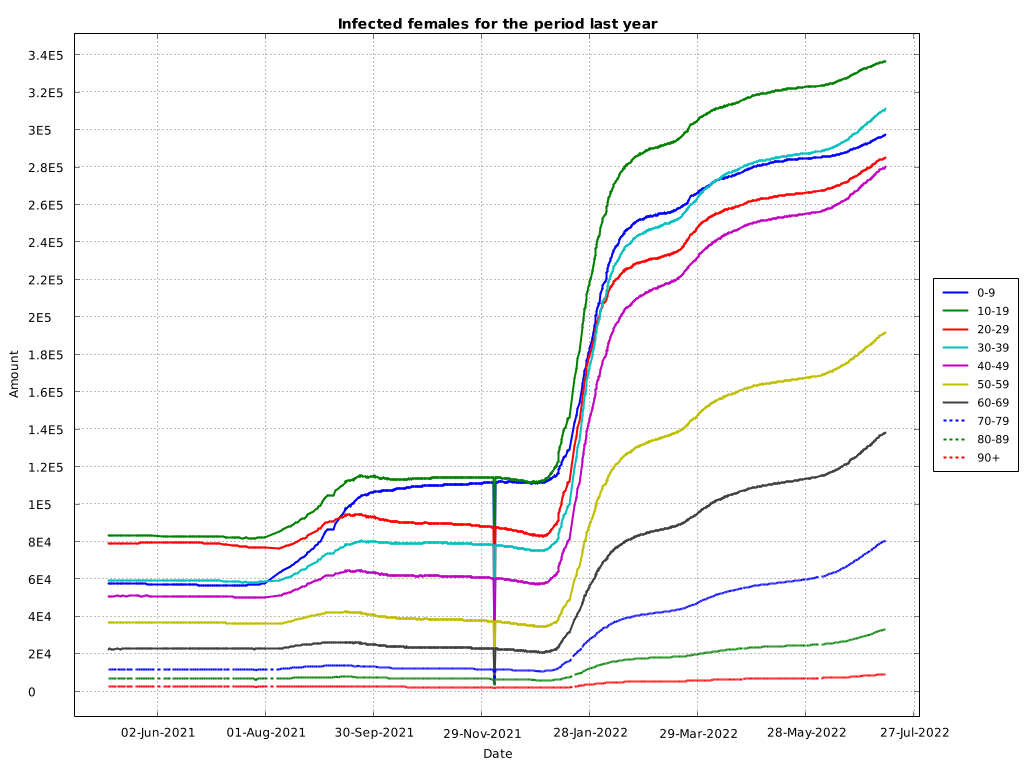 Infected females for the period last year
3.4E5
3.2E5
3E5
2.8E5
2.6E5
2.4E5
2.2E5
2E5
1.8E5
1.6E5
1.4E5
1.2E5
1E5
8E4
6E4
4E4
2E4
0
Amount
02-Jun-2021 01-Aug-2021 30-Sep-2021 29-Nov-2021 28-Jan-2022 29-Mar-2022 28-May-2022 27-Jul-2022
Date
0-9
10-19
20-29
30-39
40-49
50-59
60-69
70-79
80-89
90+